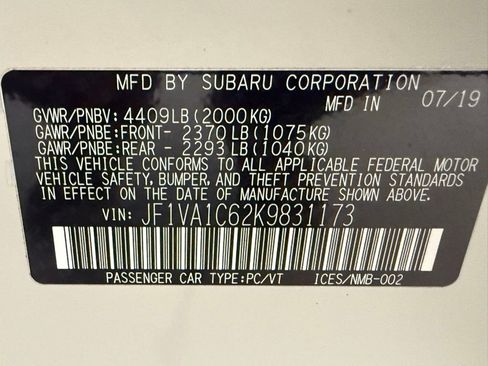 MFD BY SUBARU CORPORATION
MFD IN 07/19
GVWR/PNBV: 4409LB(2000KG)
GAWR/PNBE:FRONT- 2370LB(1075KG)
GAWR/PNBE:REAR - 2293LB(1040KG)
THIS VEHICLE CONFORMS TO ALL APPLICABLE FEDERAL MOTOR
VEHICLE SAFETY, BUMPER, AND THEFT PREVENTION STANDARDS
IN EFFECT ON THE DATE OF MANUFACTURE SHOWN ABOVE.
VIN: JF1VA1C62K9831173
PASSENGER CAR TYPE:PC/VT ICES/NMB-002